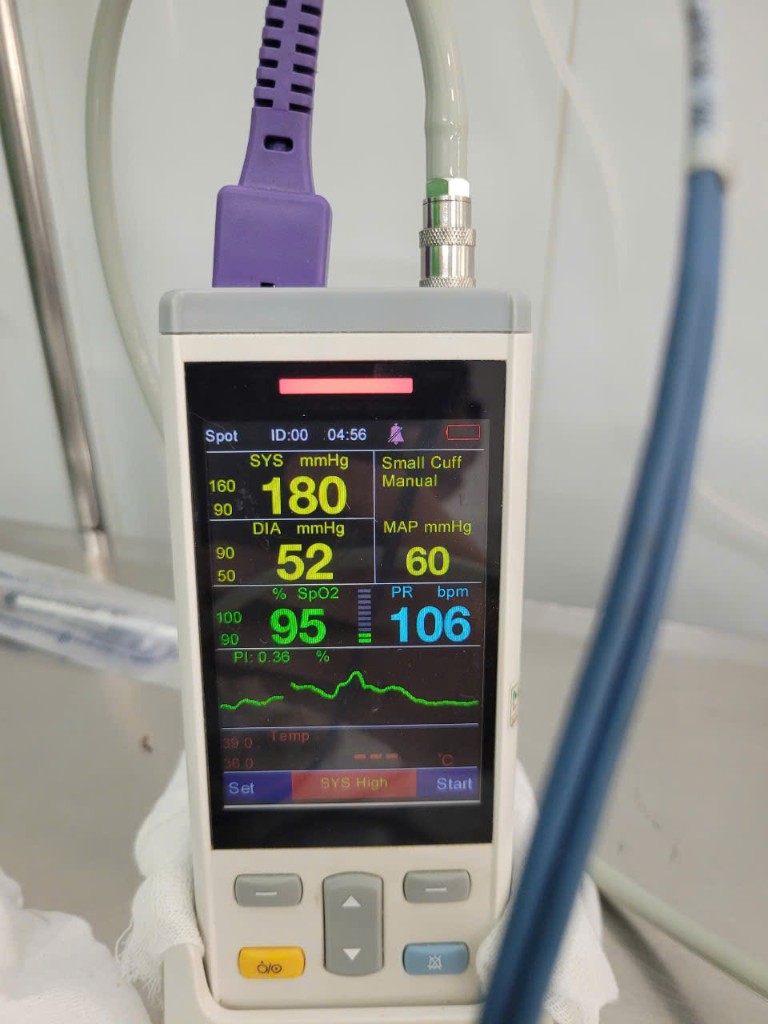 Spot ID:00 04:56
SYS mmHg
160
90
180
Small Cuff
Manual
DIA mmHg
90
50
52
MAP mmHg
60
% SpO2
100
90
95
PR bpm
106
PI: 0.36 %
39.0
36.0
Temp
--- °C
Set SYS High Start